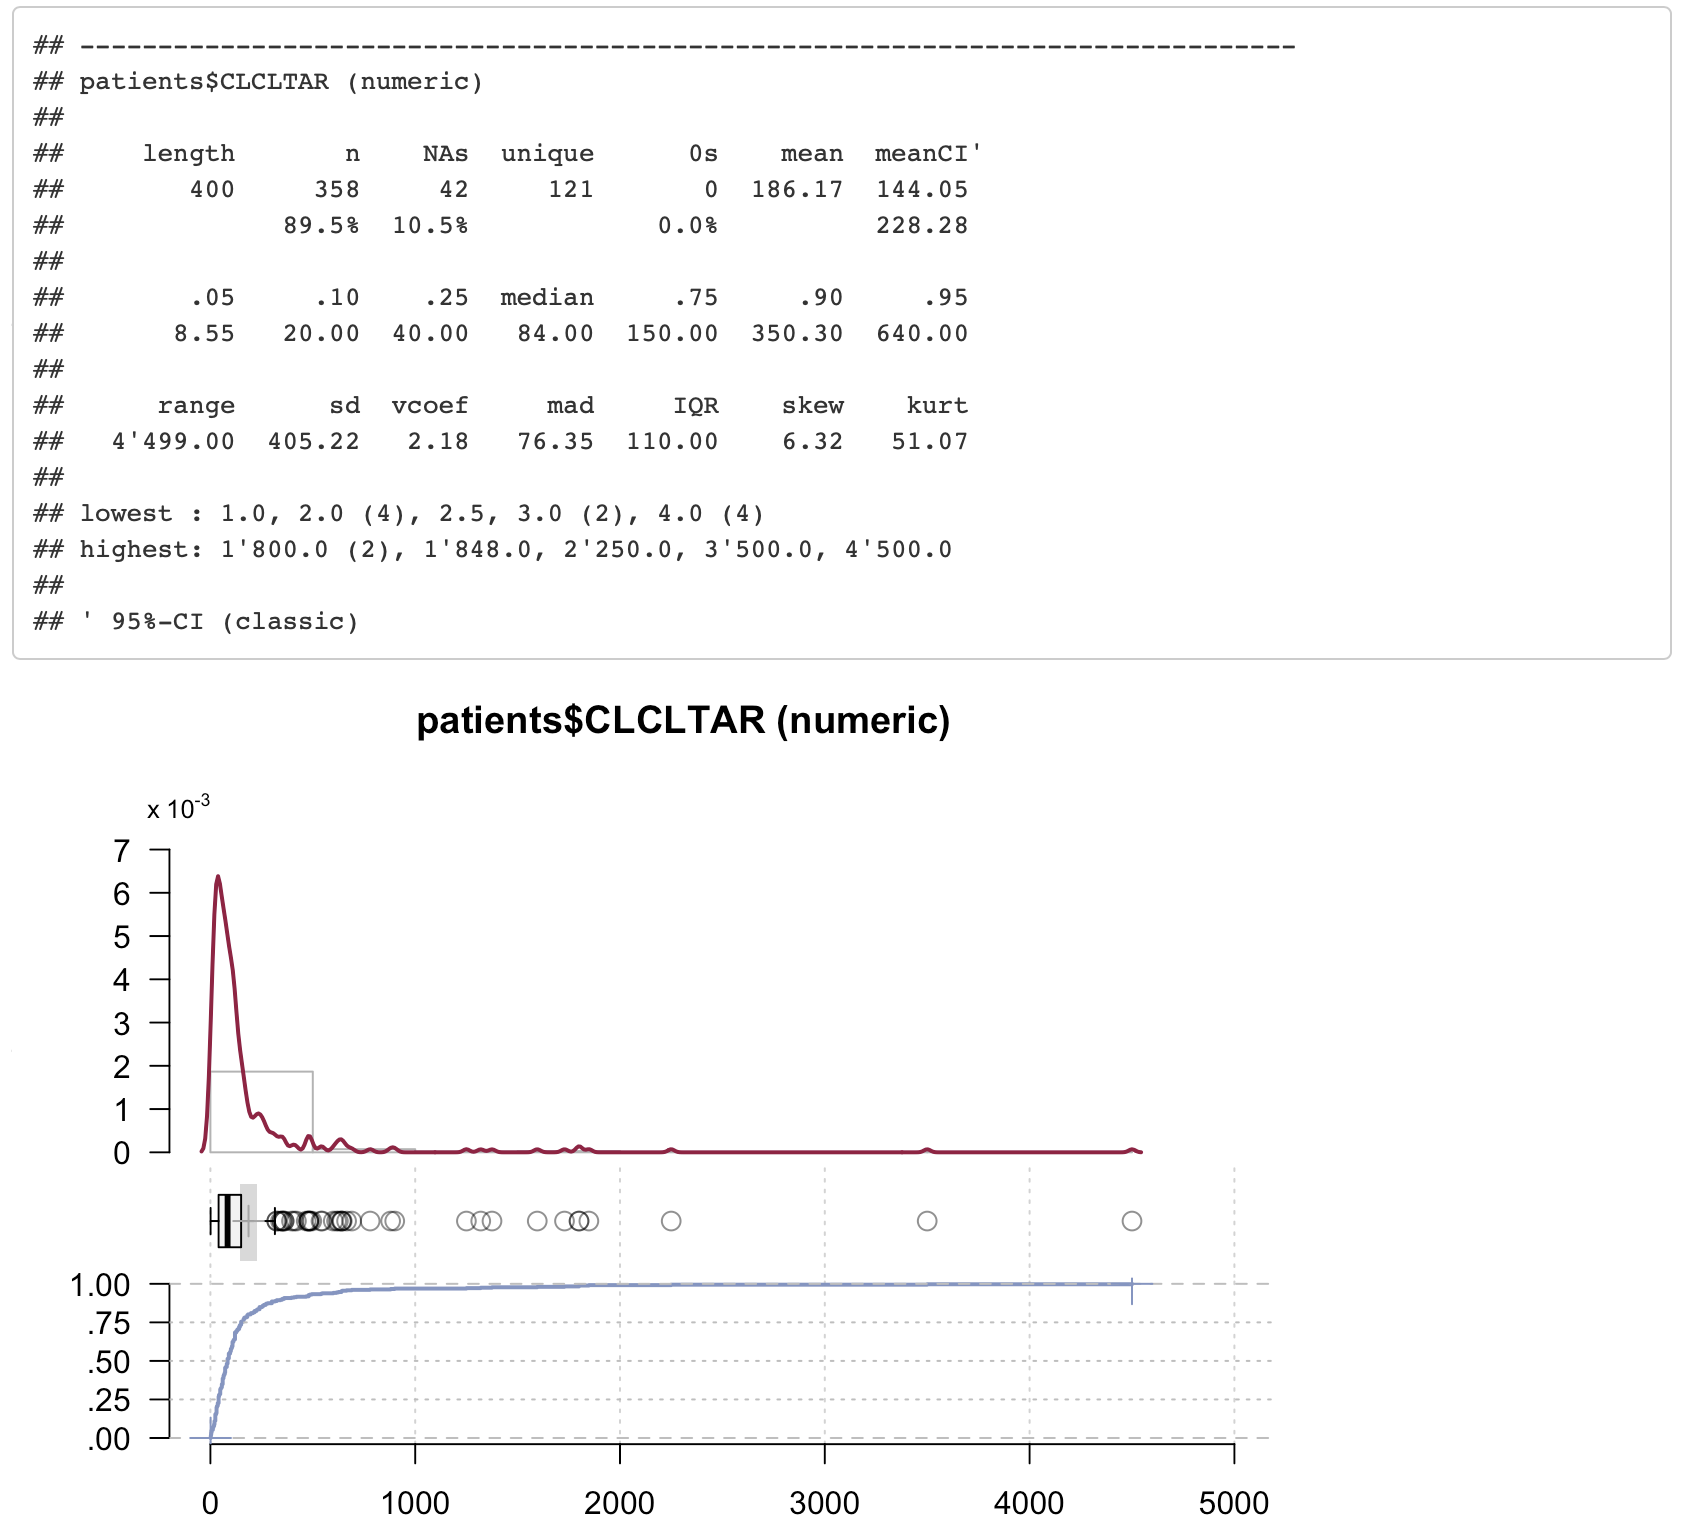 ## ------------------------------------------------------------------------------
## patients$CLCLTAR (numeric)
##
##     length       n    NAs  unique      0s    mean  meanCI'
##        400     358     42     121       0  186.17  144.05
##              89.5%  10.5%            0.0%          228.28
##
##        .05     .10    .25  median     .75     .90     .95
##       8.55   20.00  40.00   84.00  150.00  350.30  640.00
##
##      range      sd  vcoef     mad     IQR    skew    kurt
##   4'499.00  405.22   2.18   76.35  110.00    6.32   51.07
##
## lowest : 1.0, 2.0 (4), 2.5, 3.0 (2), 4.0 (4)
## highest: 1'800.0 (2), 1'848.0, 2'250.0, 3'500.0, 4'500.0
##
## ' 95%-CI (classic)
patients$CLCLTAR (numeric)
x 10-3
7
6
5
4
3
2
1
0
1.00
.75
.50
.25
.00
0 1000 2000 3000 4000 5000